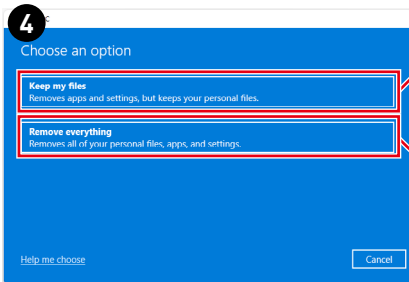 4
Choose an option
Keep my files
Removes apps and settings, but keeps your personal files.
Remove everything
Removes all of your personal files, apps, and settings.
Help me choose
Cancel